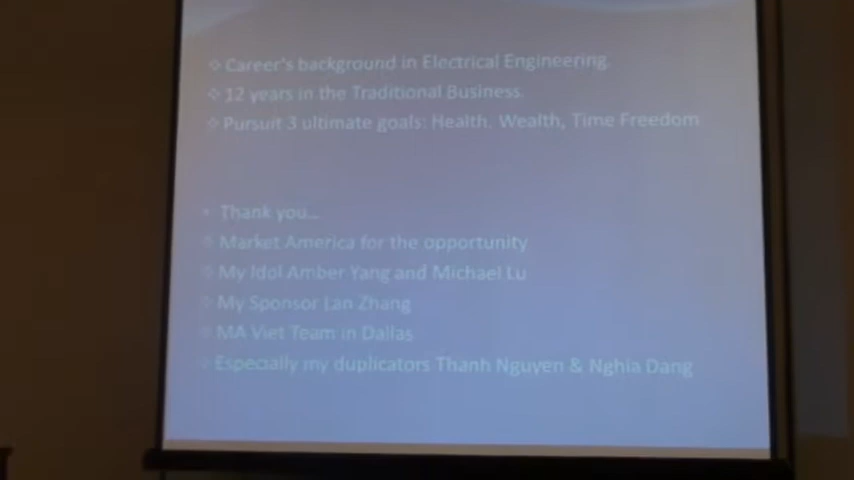 ❖ Career's background in Electrical Engineering.
❖ 12 years in the Traditional Business.
❖ Pursuit 3 ultimate goals: Health. Wealth, Time Freedom
• Thank you...
❖ Market America for the opportunity
❖ My Idol Amber Yang and Michael Lu
❖ My Sponsor Lan Zhang
❖ MA Viet Team in Dallas
❖ Especially my duplicators Thanh Nguyen & Nghia Dang